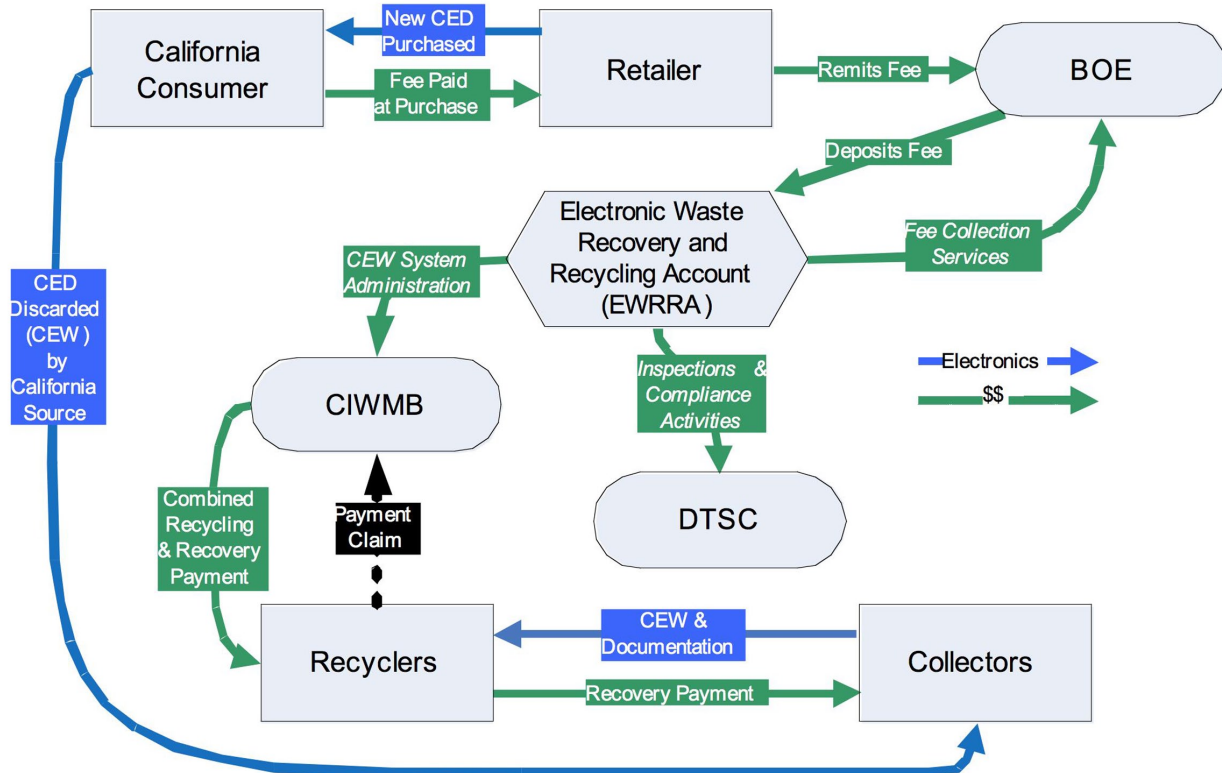 New CED
Purchased
California
Consumer
Fee Paid
at Purchase
Retailer
Remits Fee
BOE
Deposits Fee
Electronic Waste
Recovery and
Recycling Account
(EWRRA )
Fee Collection
Services
CEW System
Administration
CED
Discarded
(CEW )
by
California
Source
Inspections &
Compliance
Activities
Electronics
$$
CIWMB
DTSC
Combined
Recycling
& Recovery
Payment
Payment
Claim
Recyclers
CEW &
Documentation
Recovery Payment
Collectors